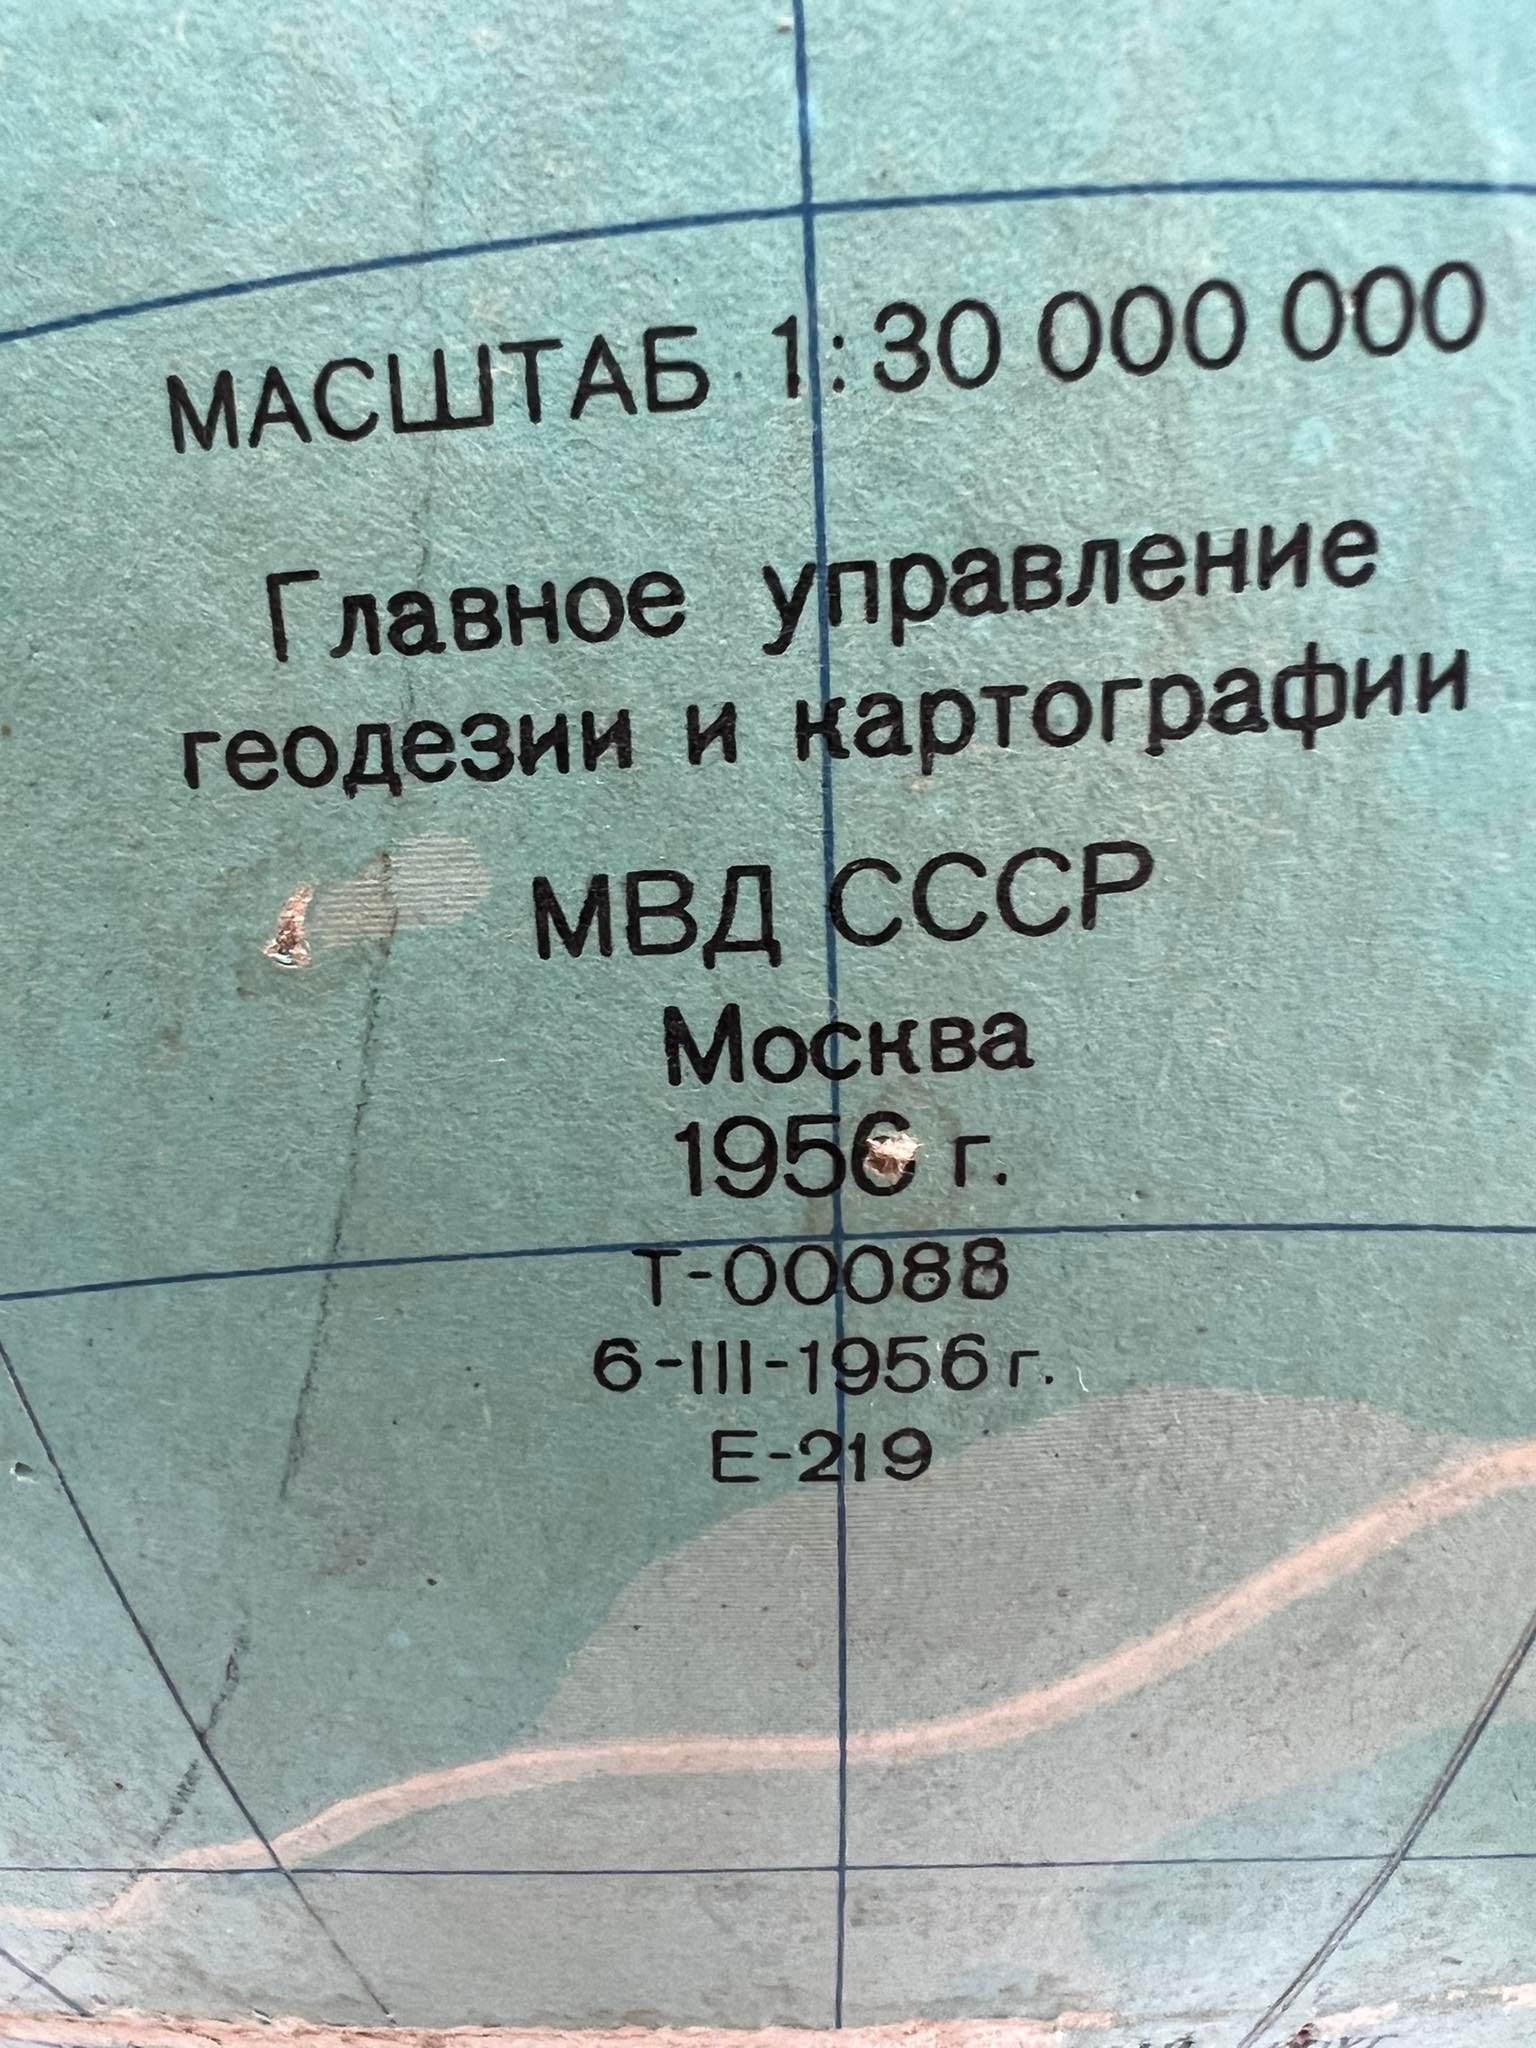 МАСШТАБ 1:30 000 000
Главное управление
геодезии и картографии
МВД СССР
Москва
1956 г.
Т-00088
6-III-1956 г.
Е-219